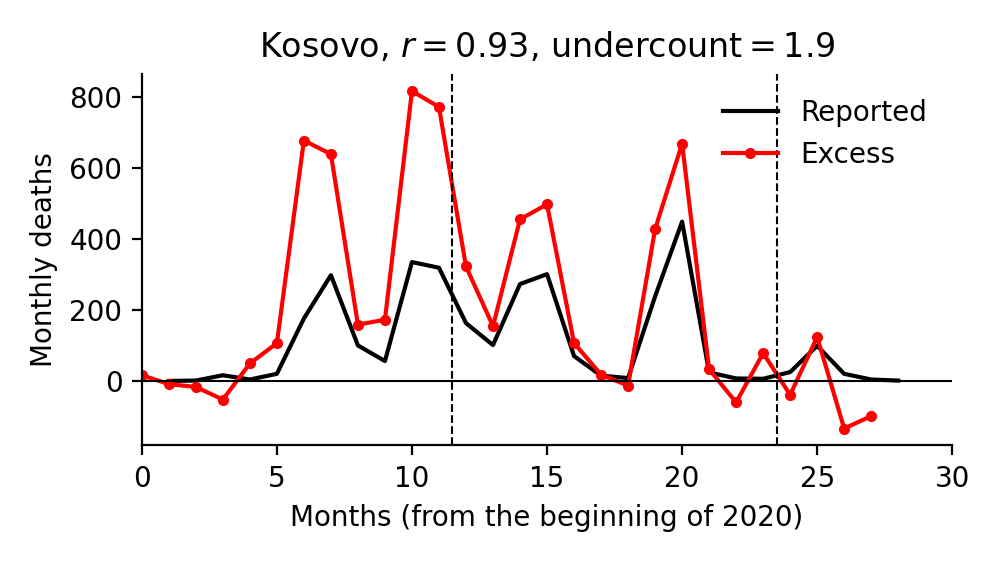 Kosovo, r = 0.93, undercount = 1.9
800
600
400
200
0
Monthly deaths
Reported
Excess
0 5 10 15 20 25 30
Months (from the beginning of 2020)